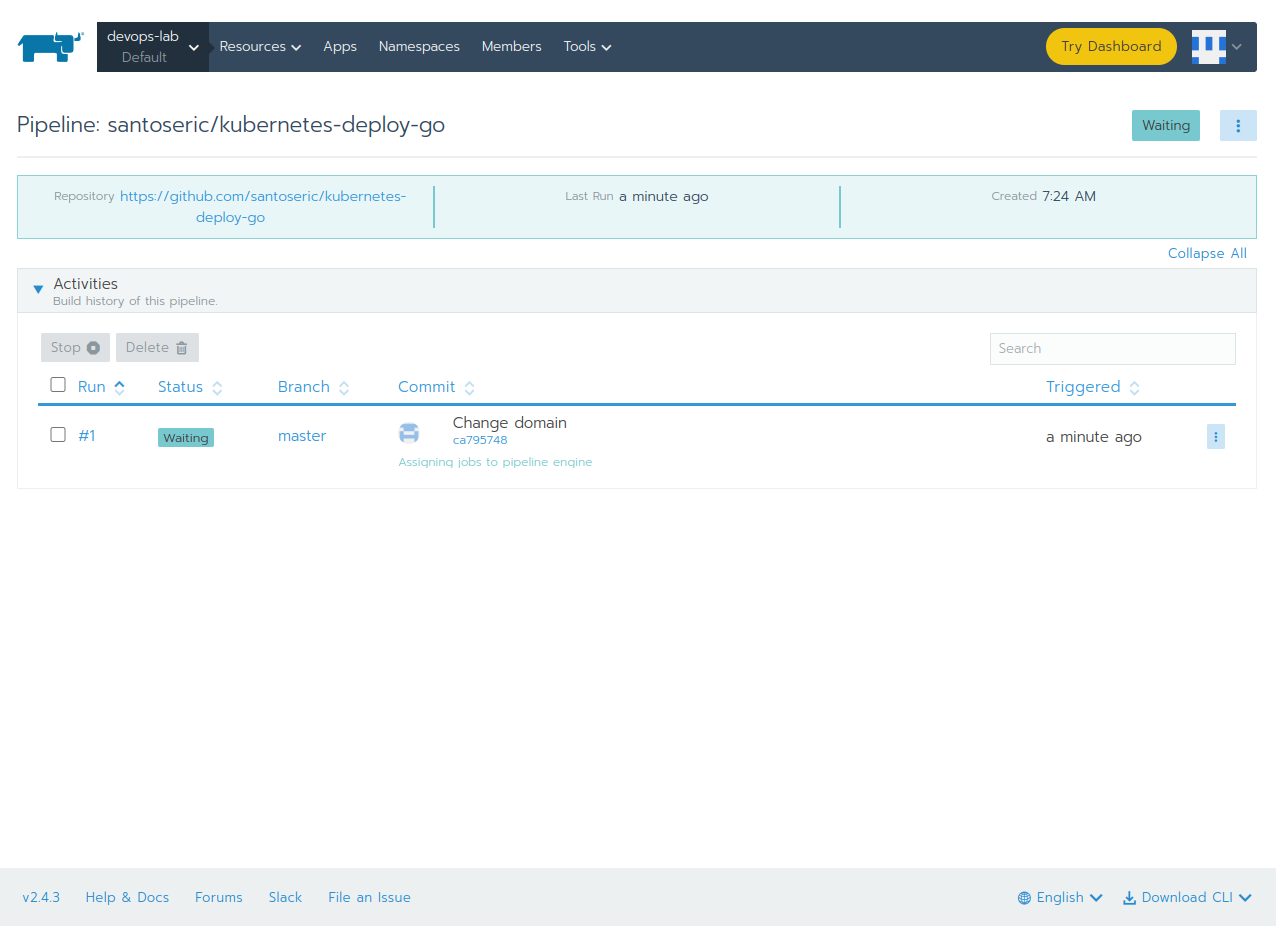 devops-lab
Default
Resources Apps Namespaces Members Tools Try Dashboard
Pipeline: santoseric/kubernetes-deploy-go Waiting
Repository https://github.com/santoseric/kubernetes-
deploy-go
Last Run a minute ago
Created 7:24 AM
Collapse All
Activities
Build history of this pipeline.
Stop Delete Search
Run Status Branch Commit Triggered
#1 Waiting master Change domain a minute ago
ca795748
Assigning jobs to pipeline engine
v2.4.3 Help & Docs Forums Slack File an Issue English Download CLI